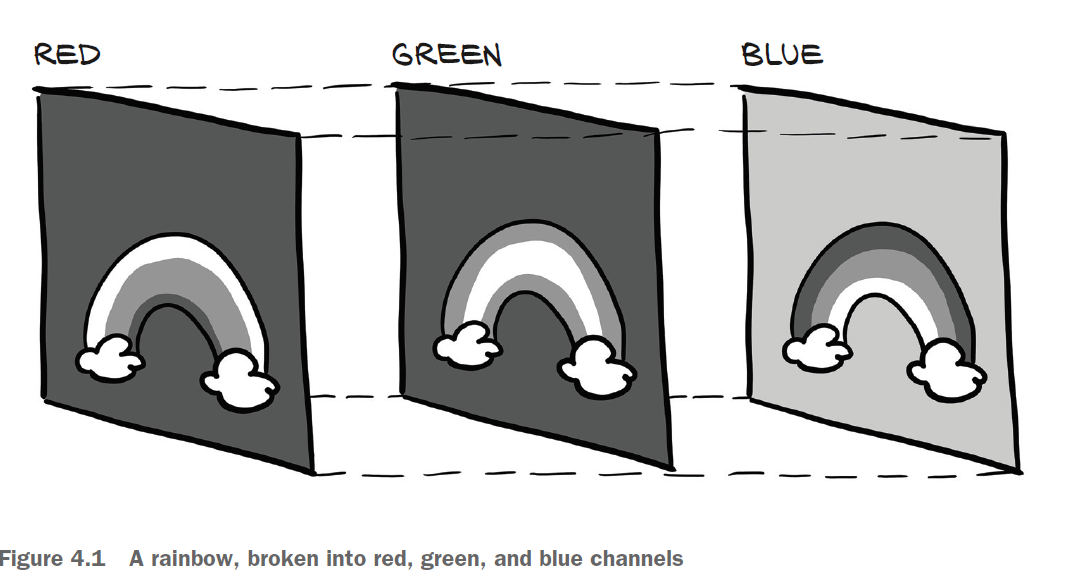 RED GREEN BLUE
Figure 4.1 A rainbow, broken into red, green, and blue channels